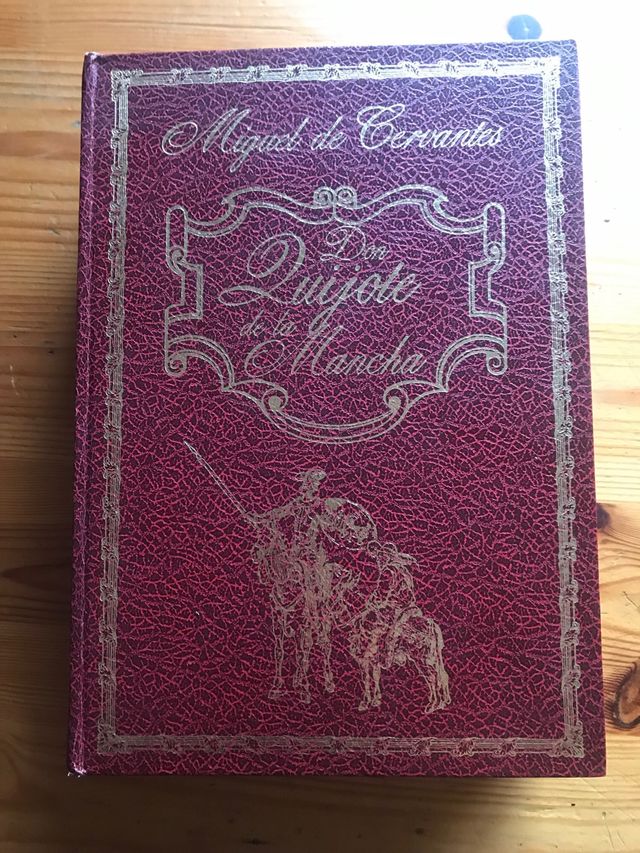 Miguel de Cervantes
Don
Quijote
de la
Mancha